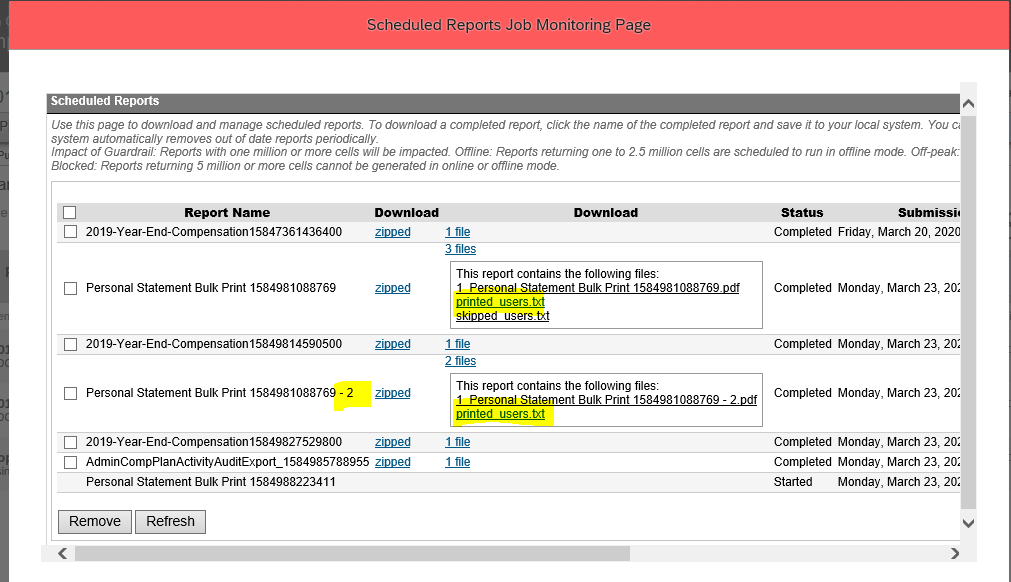 Scheduled Reports Job Monitoring Page
Scheduled Reports
Use this page to download and manage scheduled reports. To download a completed report, click the name of the completed report and save it to your local system. You ca
system automatically removes out of date reports periodically.
Impact of Guardrail: Reports with one million or more cells will be impacted. Offline: Reports returning one to 2.5 million cells are scheduled to run in offline mode. Off-peak:
Blocked: Reports returning 5 million or more cells cannot be generated in online or offline mode.
Report Name Download Download Status Submissi
2019-Year-End-Compensation15847361436400 zipped 1 file Completed Friday, March 20, 2020
3 files
This report contains the following files:
1_Personal Statement Bulk Print 1584981088769.pdf
Personal Statement Bulk Print 1584981088769 zipped Completed Monday, March 23, 202
printed_users.txt
skipped_users.txt
2019-Year-End-Compensation15849814590500 zipped 1 file Completed Monday, March 23, 202
2 files
This report contains the following files:
Personal Statement Bulk Print 1584981088769 - 2 zipped Completed Monday, March 23, 202
1_Personal Statement Bulk Print 1584981088769 - 2.pdf
printed_users.txt
2019-Year-End-Compensation15849827529800 zipped 1 file Completed Monday, March 23, 202
AdminCompPlanActivityAuditExport_1584985788955 zipped 1 file Completed Monday, March 23, 202
Personal Statement Bulk Print 1584988223411 Started Monday, March 23, 202
Remove Refresh